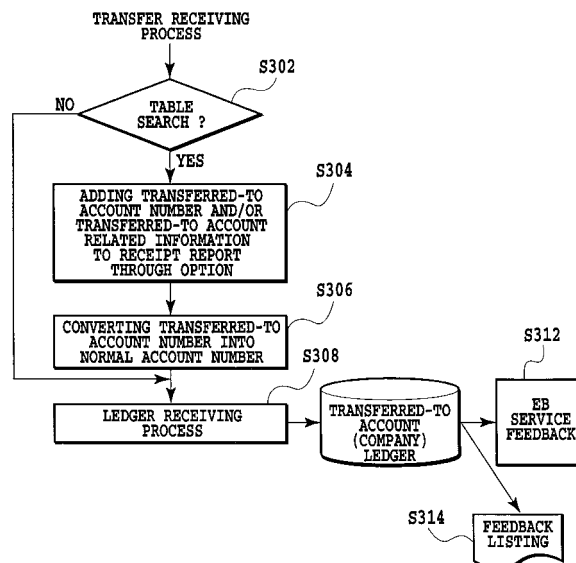 TRANSFER RECEIVING
PROCESS
S302
NO
TABLE
SEARCH ?
YES
S304
ADDING TRANSFERRED-TO
ACCOUNT NUMBER AND/OR
TRANSFERRED-TO ACCOUNT
RELATED INFORMATION
TO RECEIPT REPORT
THROUGH OPTION
S306
CONVERTING TRANSFERRED-TO
ACCOUNT NUMBER INTO
NORMAL ACCOUNT NUMBER
S308
LEDGER RECEIVING
PROCESS
TRANSFERRED-TO
ACCOUNT
(COMPANY)
LEDGER
S312
EB
SERVICE
FEEDBACK
S314
FEEDBACK
LISTING